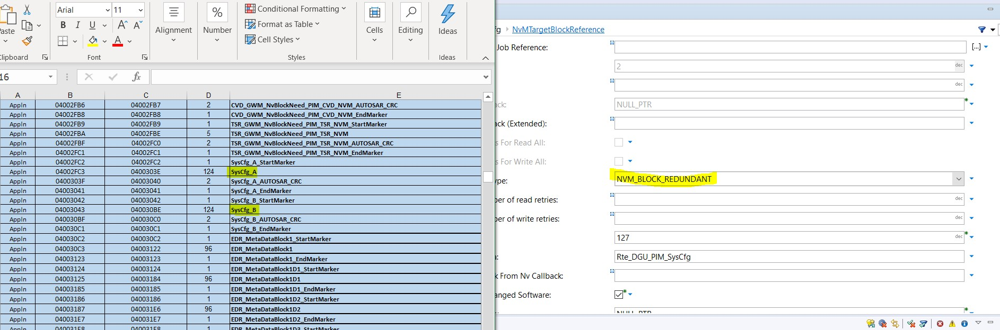 Arial 11
Conditional Formatting
Format as Table
Cell Styles
Paste
B I U A A
Alignment
Number
%
Cells
Editing
Ideas
Clipboard
Font
Styles
Ideas
16
fx
A B C D E
Appln 04002FB6 04002FB7 2 CVD_GWM_NvBlockNeed_PIM_CVD_NVM_AUTOSAR_CRC
Appln 04002FB8 04002FB8 1 CVD_GWM_NvBlockNeed_PIM_CVD_NVM_EndMarker
Appln 04002FB9 04002FB9 1 TSR_GWM_NvBlockNeed_PIM_TSR_NVM_StartMarker
Appln 04002FBA 04002FBE 5 TSR_GWM_NvBlockNeed_PIM_TSR_NVM
Appln 04002FBF 04002FC0 2 TSR_GWM_NvBlockNeed_PIM_TSR_NVM_AUTOSAR_CRC
Appln 04002FC1 04002FC1 1 TSR_GWM_NvBlockNeed_PIM_TSR_NVM_EndMarker
Appln 04002FC2 04002FC2 1 SysCfg_A_StartMarker
Appln 04002FC3 0400303E 124 SysCfg_A
Appln 0400303F 04003040 2 SysCfg_A_AUTOSAR_CRC
Appln 04003041 04003041 1 SysCfg_A_EndMarker
Appln 04003042 04003042 1 SysCfg_B_StartMarker
Appln 04003043 040030BE 124 SysCfg_B
Appln 040030BF 040030C0 2 SysCfg_B_AUTOSAR_CRC
Appln 040030C1 040030C1 1 SysCfg_B_EndMarker
Appln 040030C2 040030C2 1 EDR_MetaDataBlock1_StartMarker
Appln 040030C3 04003122 96 EDR_MetaDataBlock1
Appln 04003123 04003123 1 EDR_MetaDataBlock1_EndMarker
Appln 04003124 04003124 1 EDR_MetaDataBlock1D1_StartMarker
Appln 04003125 04003184 96 EDR_MetaDataBlock1D1
Appln 04003185 04003185 1 EDR_MetaDataBlock1D1_EndMarker
Appln 04003186 04003186 1 EDR_MetaDataBlock1D2_StartMarker
Appln 04003187 040031E6 96 EDR_MetaDataBlock1D2
Appln 040031E7 040031E7 1 EDR_MetaDataBlock1D2_EndMarker
Appln 040031E8 040031E8 1 EDR_MetaDataBlock1D3_StartMarker
fg NvMTargetBlockReference
Job Reference: [...]
2 dec
dec
ck: NULL_PTR
ck (Extended):
s For Read All:
s For Write All:
ype: NVM_BLOCK_REDUNDANT
ber of read retries: dec
ber of write retries: dec
127 dec
a: Rte_DGU_PIM_SysCfg
k From Nv Callback:
anged Software:
NULL_PTR